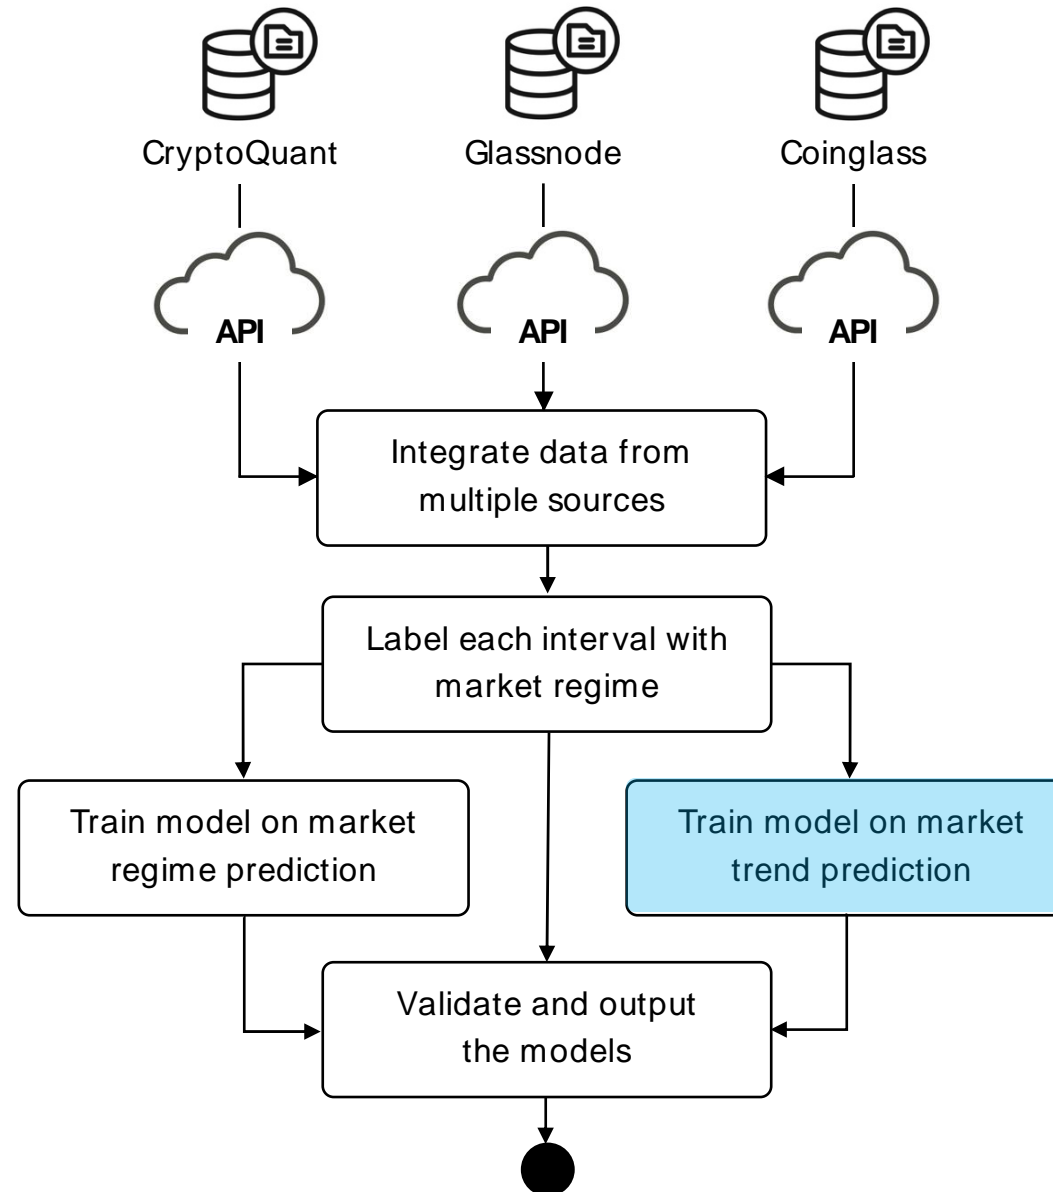 CryptoQuant
Glassnode
Coinglass
API
API
API
Integrate data from
multiple sources
Label each interval with
market regime
Train model on market
regime prediction
Train model on market
trend prediction
Validate and output
the models